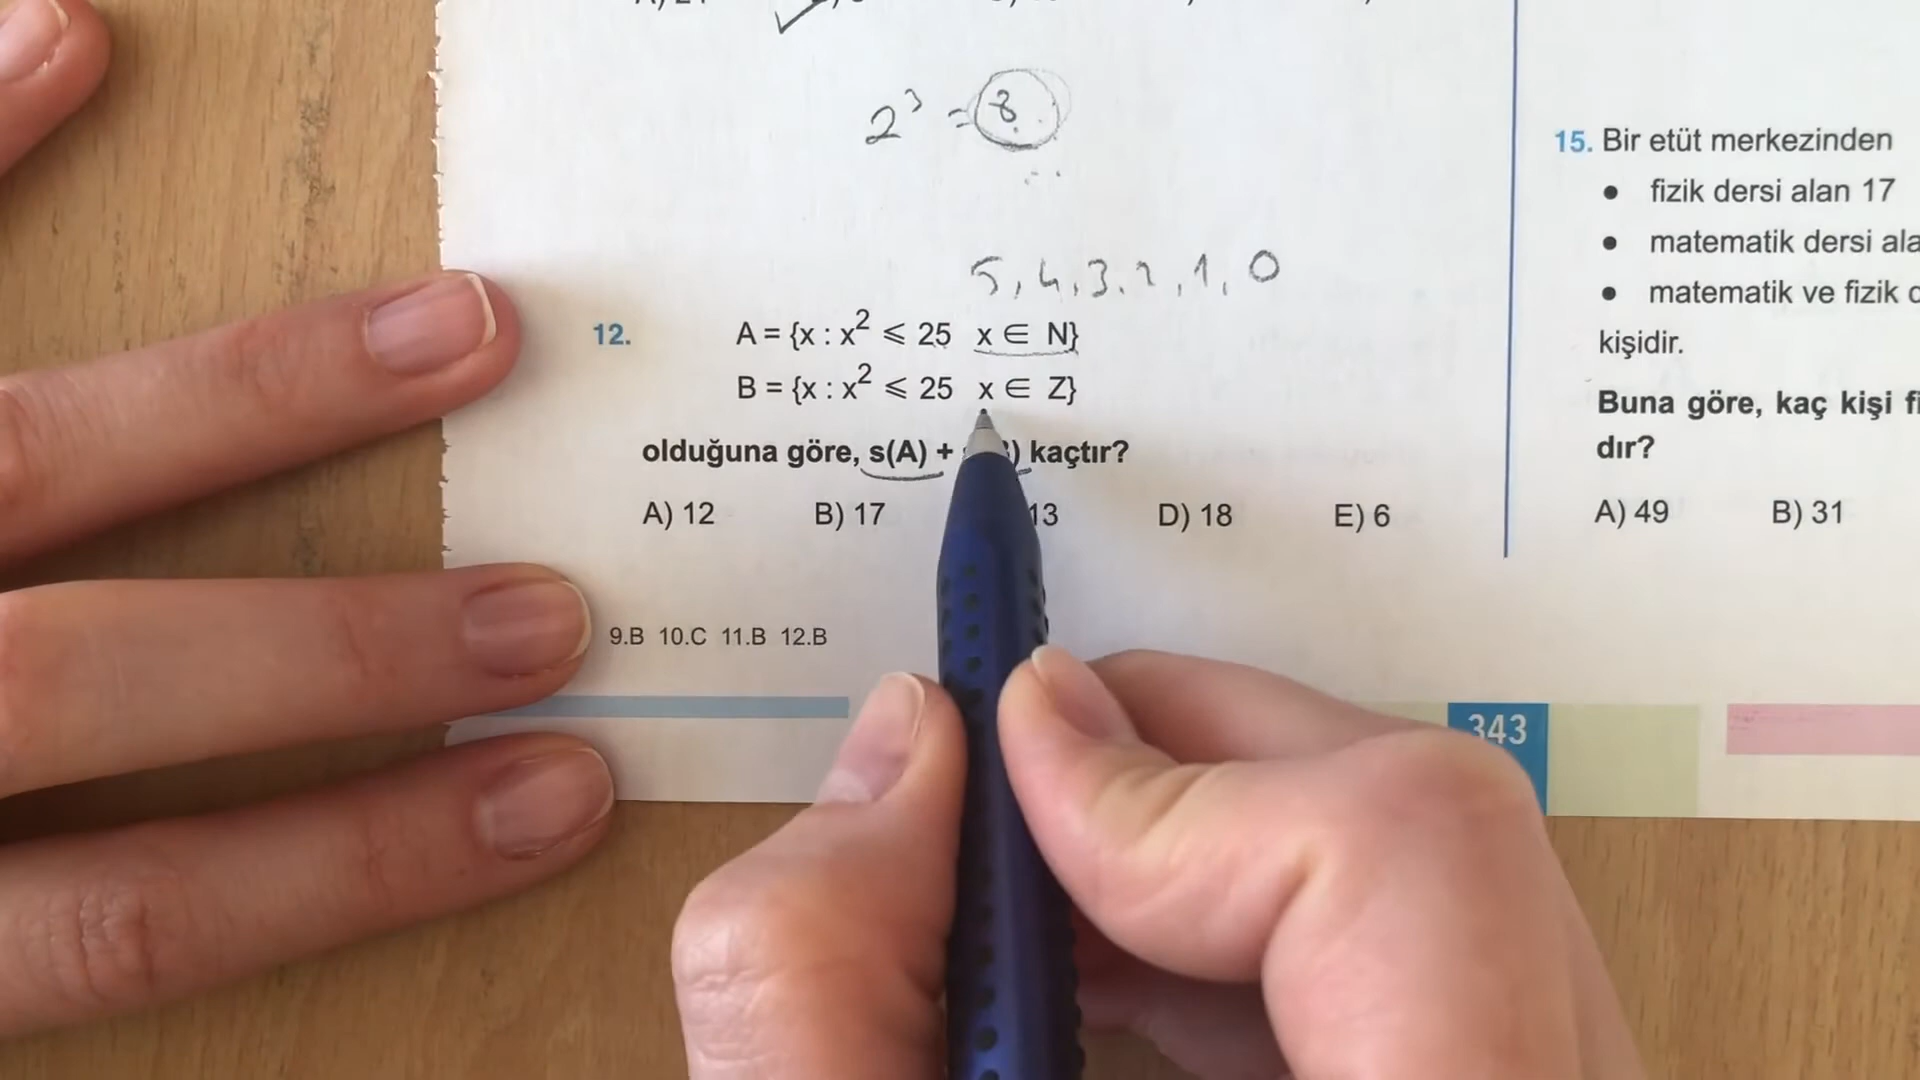 2³ = 8
5, 4, 3, 2, 1, 0
12. A = {x : x² ⩽ 25 x ∈ N}
B = {x : x² ⩽ 25 x ∈ Z}
olduğuna göre, s(A) + ) kaçtır?
A) 12 B) 17 13 D) 18 E) 6
9.B 10.C 11.B 12.B
343
15. Bir etüt merkezinden
• fizik dersi alan 17
• matematik dersi ala
• matematik ve fizik
kişidir.
Buna göre, kaç kişi fi
dır?
A) 49 B) 31